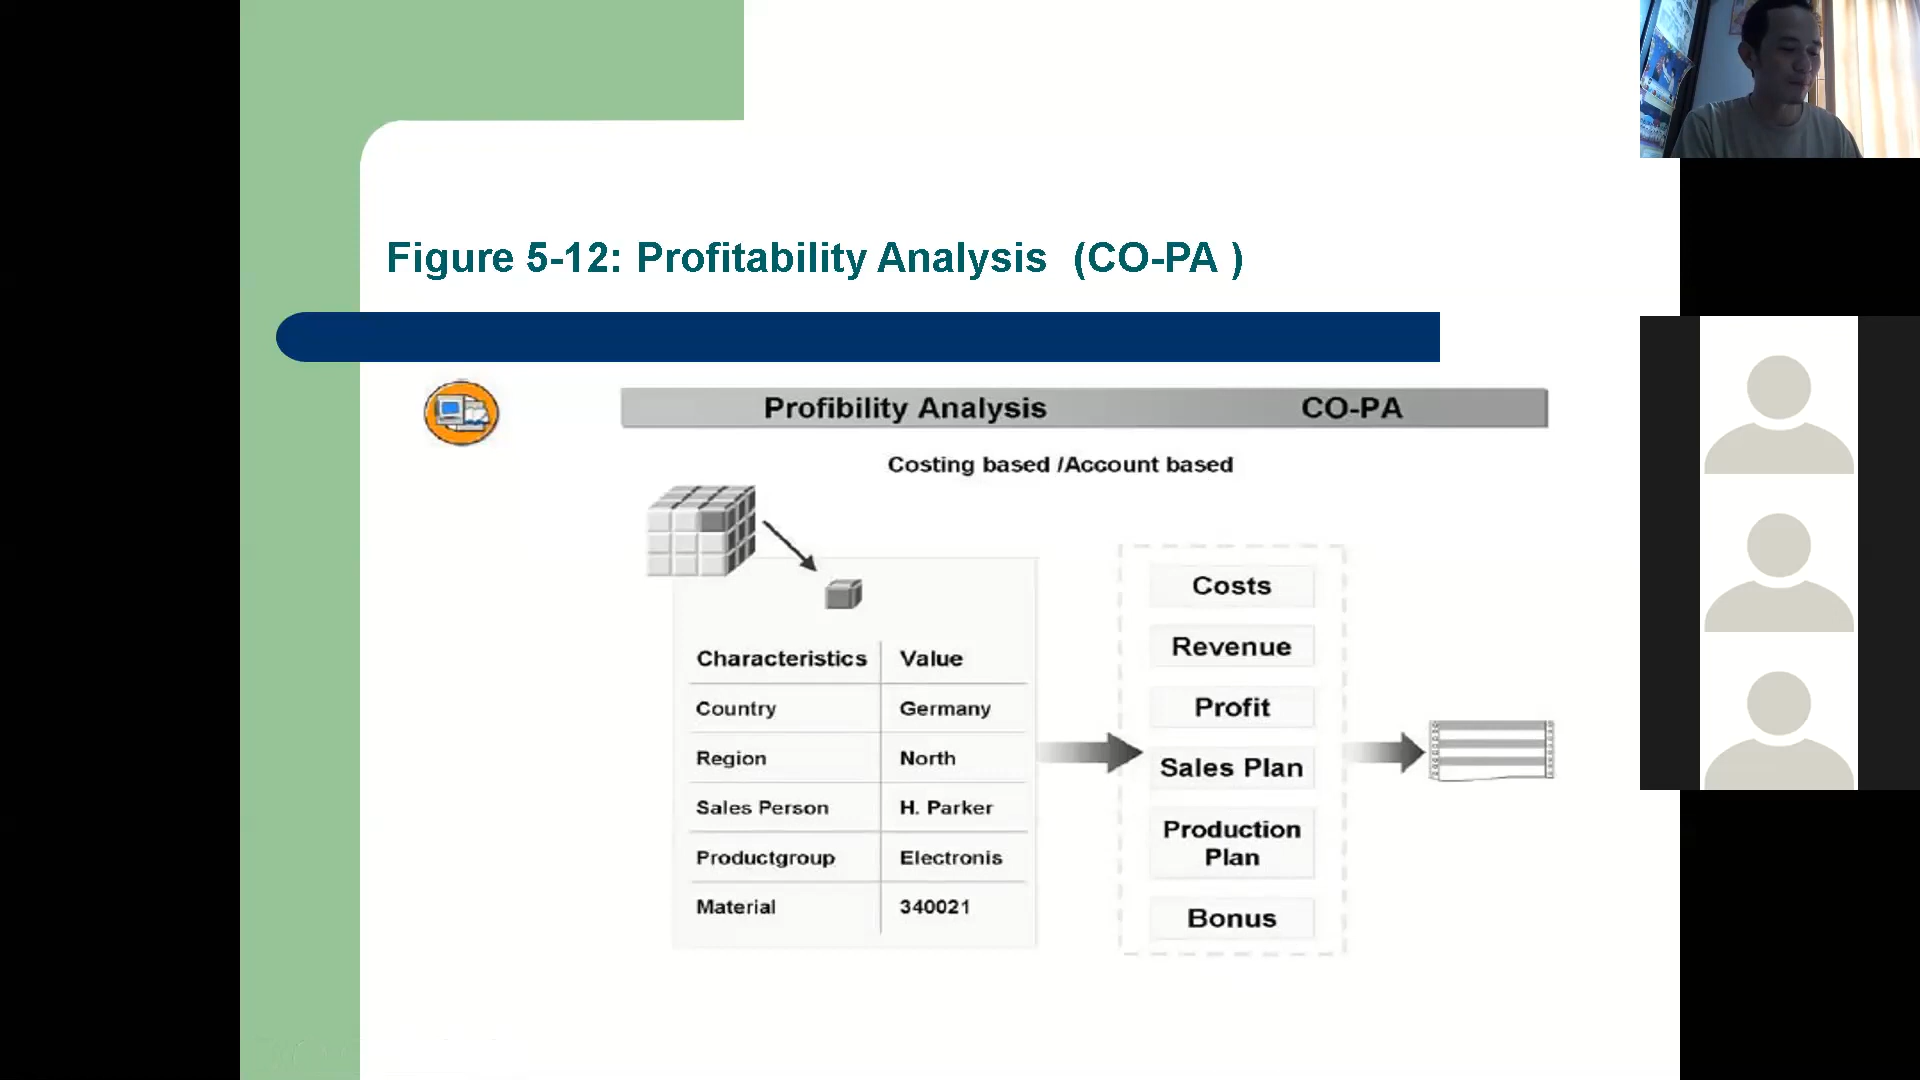 Figure 5-12: Profitability Analysis (CO-PA )
Profibility Analysis CO-PA
Costing based /Account based
Characteristics Value
Country Germany
Region North
Sales Person H. Parker
Productgroup Electronis
Material 340021
Costs
Revenue
Profit
Sales Plan
Production
Plan
Bonus